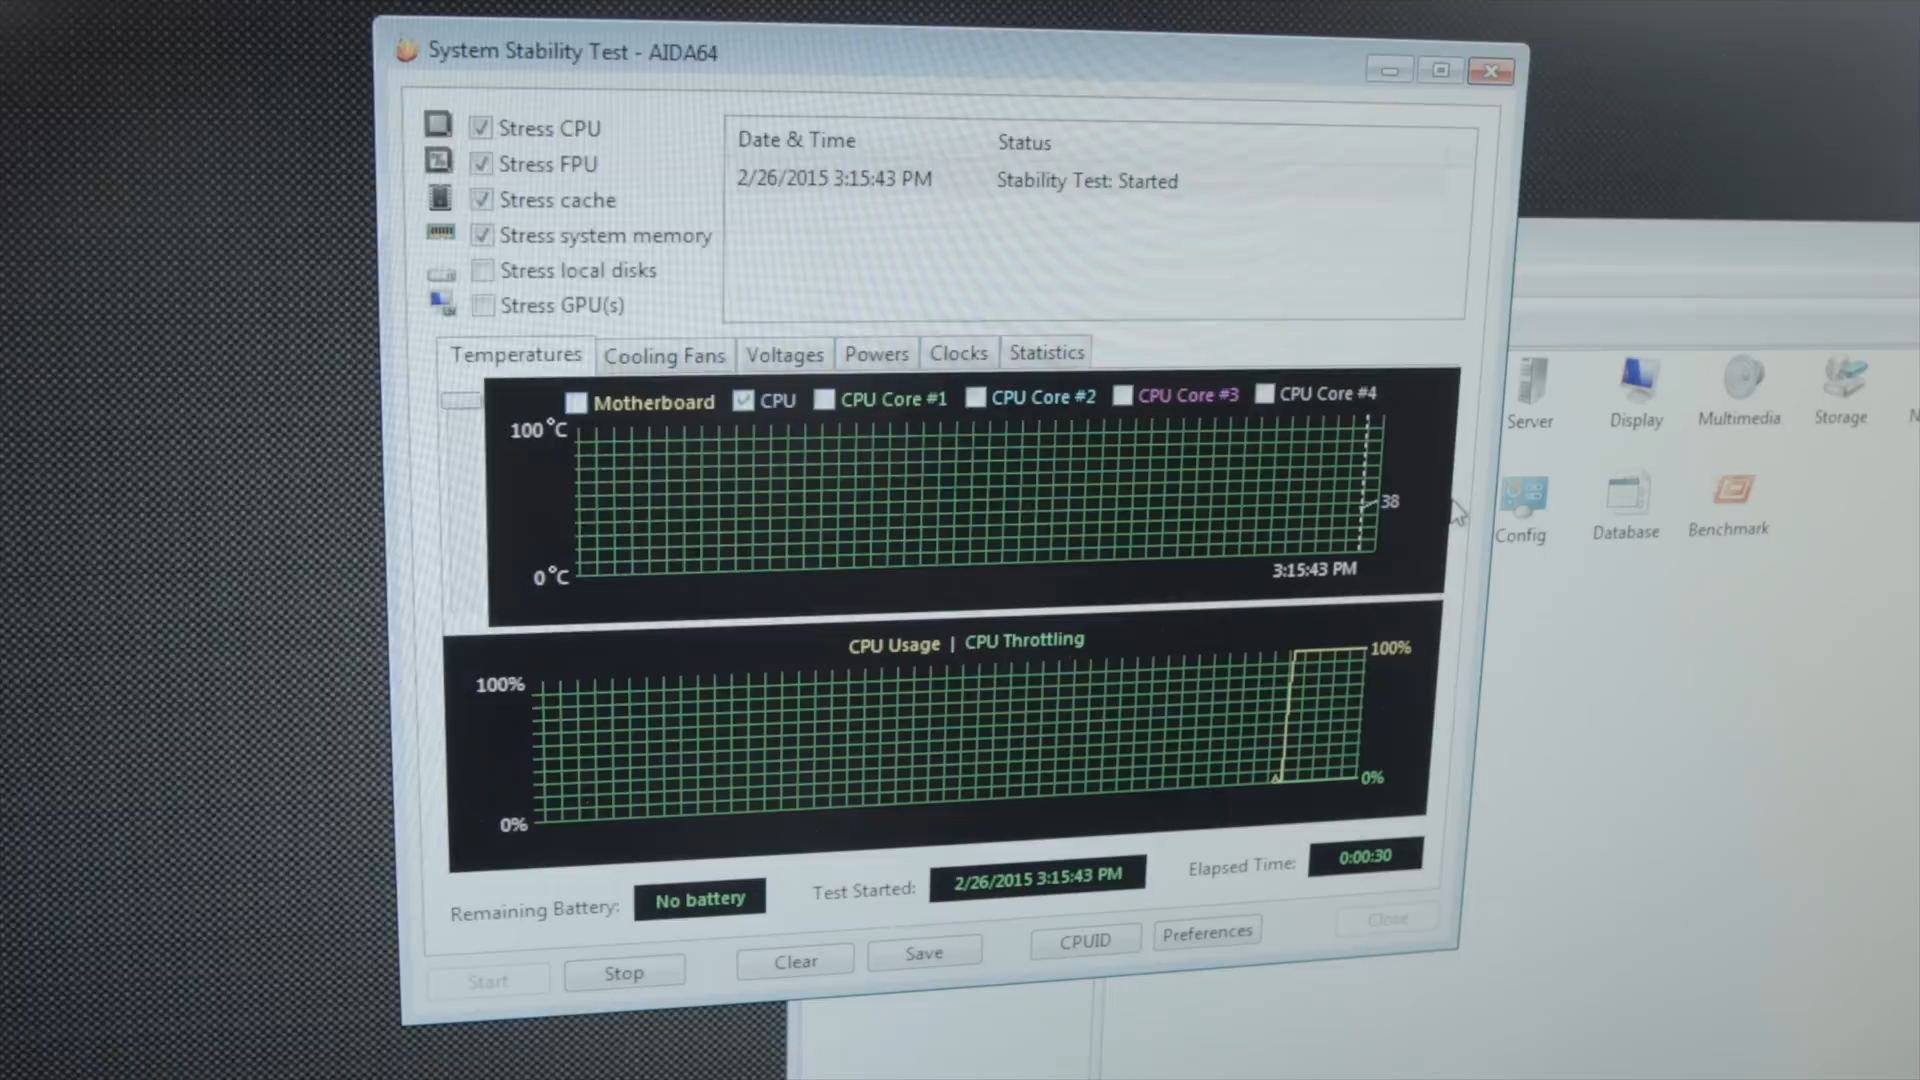 System Stability Test - AIDA64
Stress CPU
Stress FPU
Stress cache
Stress system memory
Stress local disks
Stress GPU(s)
Date & Time Status
2/26/2015 3:15:43 PM Stability Test: Started
Temperatures Cooling Fans Voltages Powers Clocks Statistics
Motherboard CPU CPU Core #1 CPU Core #2 CPU Core #3 CPU Core #4
100°C
38
0°C
3:15:43 PM
CPU Usage | CPU Throttling
100% 100%
0% 0%
Remaining Battery: No battery Test Started: 2/26/2015 3:15:43 PM Elapsed Time: 0:00:30
Start Stop Clear Save CPUID Preferences Close
Server Display Multimedia Storage
Config Database Benchmark